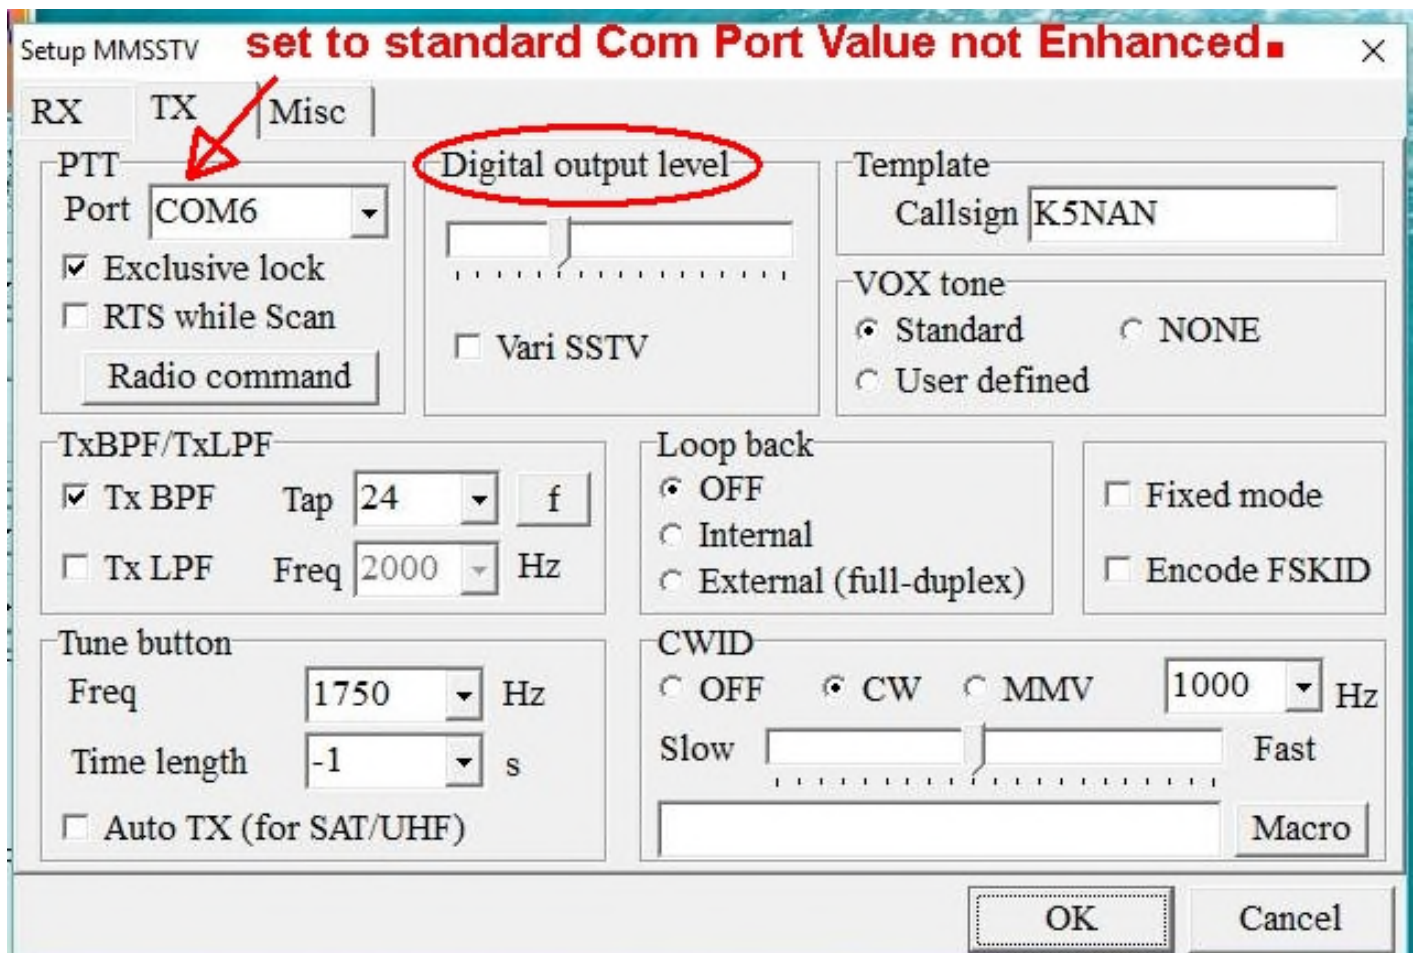 Setup MMSSTV
set to standard Com Port Value not Enhanced.
RX TX Misc
PTT
Port COM6
Exclusive lock
RTS while Scan
Radio command
Digital output level
Vari SSTV
Template
Callsign K5NAN
VOX tone
Standard NONE
User defined
TxBPF/TxLPF
Tx BPF Tap 24 f
Tx LPF Freq 2000 Hz
Loop back
OFF
Internal
External (full-duplex)
Fixed mode
Encode FSKID
Tune button
Freq 1750 Hz
Time length -1 s
Auto TX (for SAT/UHF)
CWID
OFF CW MMV 1000 Hz
Slow Fast
Macro
OK Cancel